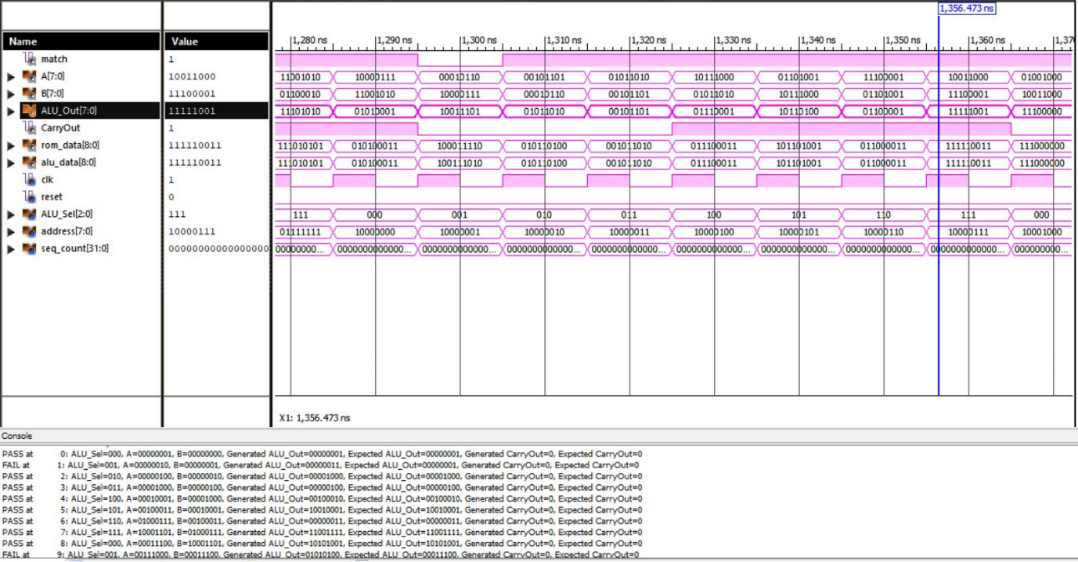 1,356.473 ns
Name Value 1,280 ns 1,290 ns 1,300 ns 1,310 ns 1,320 ns 1,330 ns 1,340 ns 1,350 ns 1,360 ns 1,37
match 1
A[7:0] 10011000 11001010 10000111 00010110 00101101 01011010 10111000 01101001 11100001 10011000 01001000
B[7:0] 11100001 01100010 11001010 10000111 00010110 00101101 01011010 10111000 01101001 11100001 10011000
ALU_Out[7:0] 11111001 11101010 01010001 10011101 01011010 00101101 01110001 10110100 01100001 11111001 11100000
CarryOut 1
rom_data[8:0] 111110011 111010101 010100011 100011110 010110100 001011010 011100011 101101001 011000011 111110011 111000000
alu_data[8:0] 111110011 111010101 010100011 100111010 010110100 001011010 011100011 101101001 011000011 111110011 111000000
clk 1
reset 0
ALU_Sel[2:0] 111 111 000 001 010 011 100 101 110 111 000
address[7:0] 10000111 01111111 10000000 10000001 10000010 10000011 10000100 10000101 10000110 10000111 10001000
seq_count[31:0] 0000000000000000 00000000... 0000000000000... 0000000000000... 0000000000000... 0000000000000... 0000000000000... 0000000000000... 0000000000000... 0000000000000... 000000000...
X1: 1,356.473 ns
Console
PASS at 0: ALU_Sel=000, A=00000001, B=00000000, Generated ALU_Out=00000001, Expected ALU_Out=00000001, Generated CarryOut=0, Expected CarryOut=0
FAIL at 1: ALU_Sel=001, A=00000010, B=00000001, Generated ALU_Out=00000011, Expected ALU_Out=00000001, Generated CarryOut=0, Expected CarryOut=0
PASS at 2: ALU_Sel=010, A=00000100, B=00000010, Generated ALU_Out=00001000, Expected ALU_Out=00001000, Generated CarryOut=0, Expected CarryOut=0
PASS at 3: ALU_Sel=011, A=00001000, B=00000100, Generated ALU_Out=00000100, Expected ALU_Out=00000100, Generated CarryOut=0, Expected CarryOut=0
PASS at 4: ALU_Sel=100, A=00010001, B=00001000, Generated ALU_Out=00100010, Expected ALU_Out=00100010, Generated CarryOut=0, Expected CarryOut=0
PASS at 5: ALU_Sel=101, A=00100011, B=00010001, Generated ALU_Out=10010001, Expected ALU_Out=10010001, Generated CarryOut=0, Expected CarryOut=0
PASS at 6: ALU_Sel=110, A=01000111, B=00100011, Generated ALU_Out=00000011, Expected ALU_Out=00000011, Generated CarryOut=0, Expected CarryOut=0
PASS at 7: ALU_Sel=111, A=10001101, B=01000111, Generated ALU_Out=11001111, Expected ALU_Out=11001111, Generated CarryOut=0, Expected CarryOut=0
PASS at 8: ALU_Sel=000, A=00011100, B=10001101, Generated ALU_Out=10101001, Expected ALU_Out=10101001, Generated CarryOut=0, Expected CarryOut=0
FAIL at 9: ALU_Sel=001, A=00111000, B=00011100, Generated ALU_Out=01010100, Expected ALU_Out=00011100, Generated CarryOut=0, Expected CarryOut=0